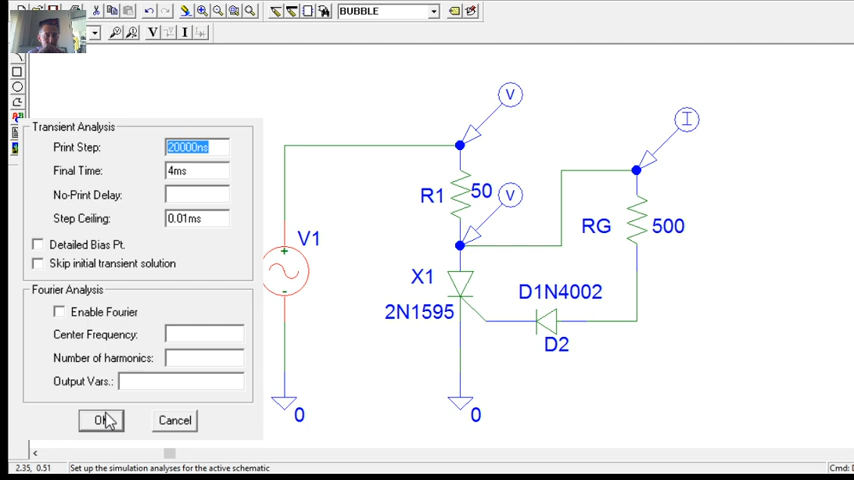 BUBBLE
V I
Transient Analysis
Print Step: 20000ns
Final Time: 4ms
No-Print Delay:
Step Ceiling: 0.01ms
Detailed Bias Pt.
Skip initial transient solution
Fourier Analysis
Enable Fourier
Center Frequency:
Number of harmonics:
Output Vars.:
OK Cancel
V
I
R1 50 V
RG 500
V1
+
-
X1
2N1595
D1N4002
D2
0 0
2.35, 0.51 Set up the simulation analyses for the active schematic Cmd: D